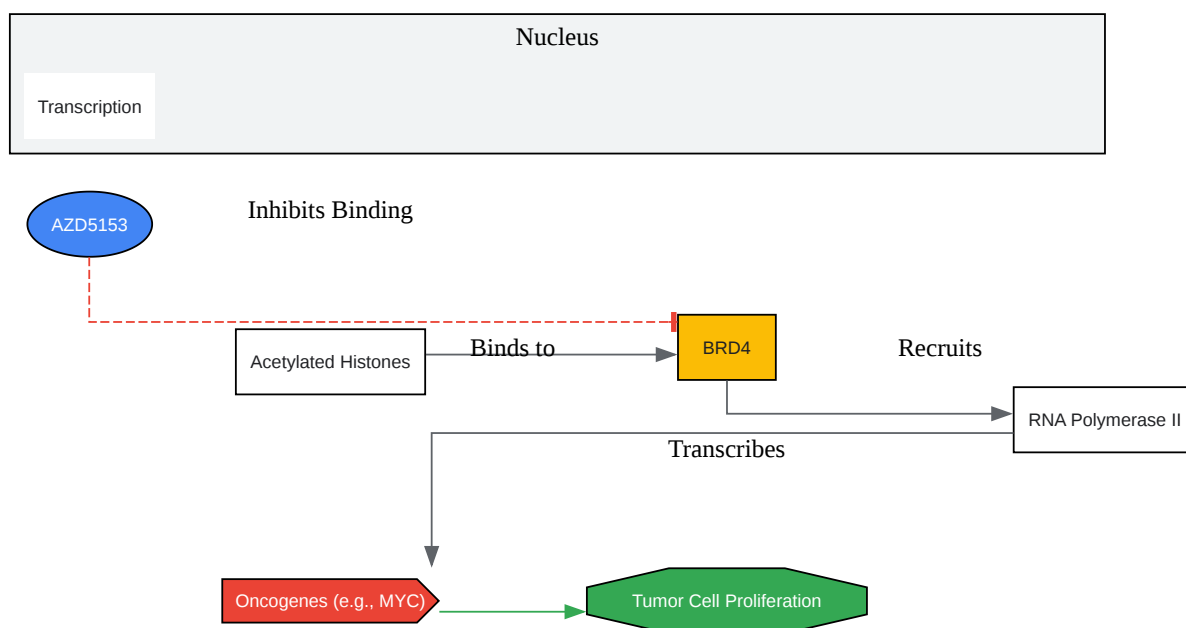 Nucleus
Transcription
AZD5153
Inhibits Binding
Acetylated Histones
Binds to
BRD4
Recruits
RNA Polymerase II
Transcribes
Oncogenes (e.g., MYC)
Tumor Cell Proliferation